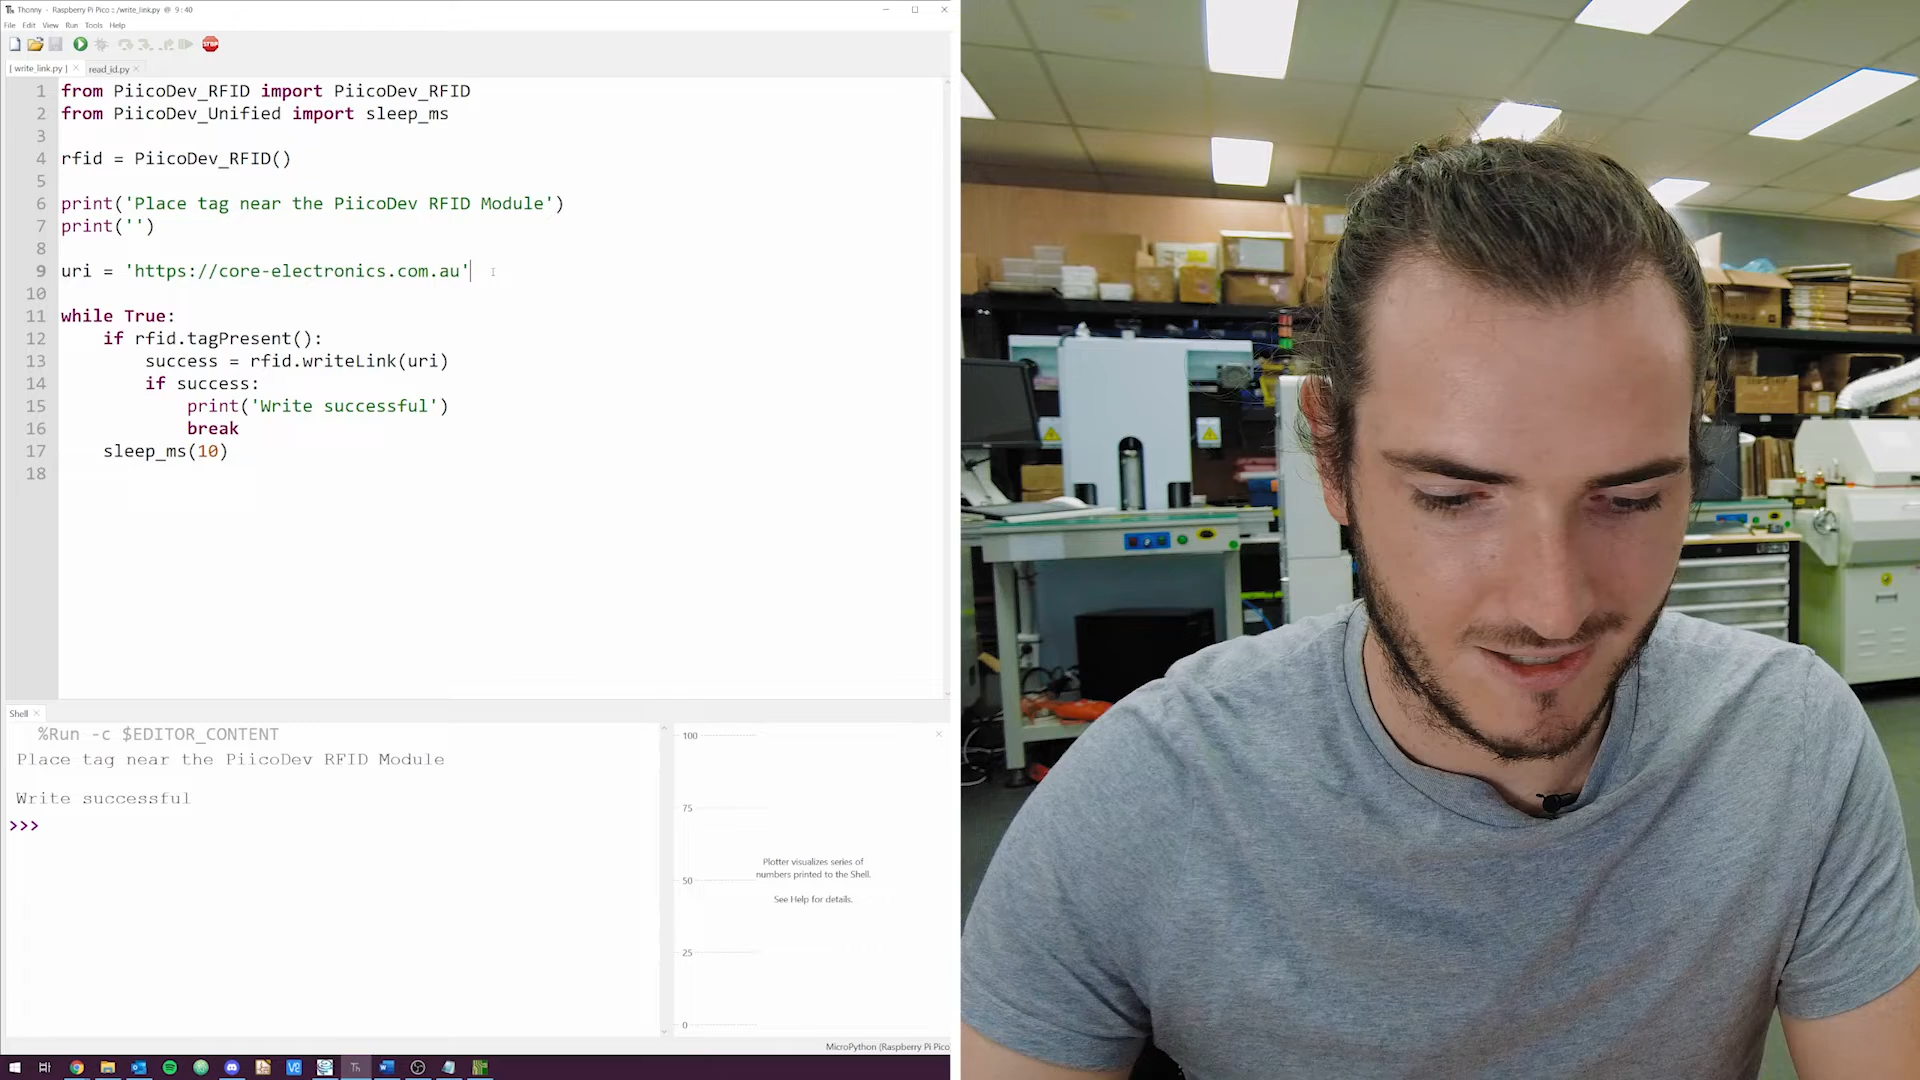 Thonny - Raspberry Pi Pico :: /write_link.py @ 9 : 40
File Edit View Run Tools Help
STOP
[ write_link.py ] ×
read_id.py ×
1 from PiicoDev_RFID import PiicoDev_RFID
2 from PiicoDev_Unified import sleep_ms
3
4 rfid = PiicoDev_RFID()
5
6 print('Place tag near the PiicoDev RFID Module')
7 print('')
8
9 uri = 'https://core-electronics.com.au'
10
11 while True:
12 if rfid.tagPresent():
13 success = rfid.writeLink(uri)
14 if success:
15 print('Write successful')
16 break
17 sleep_ms(10)
18
Shell ×
%Run -c $EDITOR_CONTENT
Place tag near the PiicoDev RFID Module
Write successful
>>>
100
75
50
25
0
Plotter visualizes series of
numbers printed to the Shell.
See Help for details.
MicroPython (Raspberry Pi Pico
Th